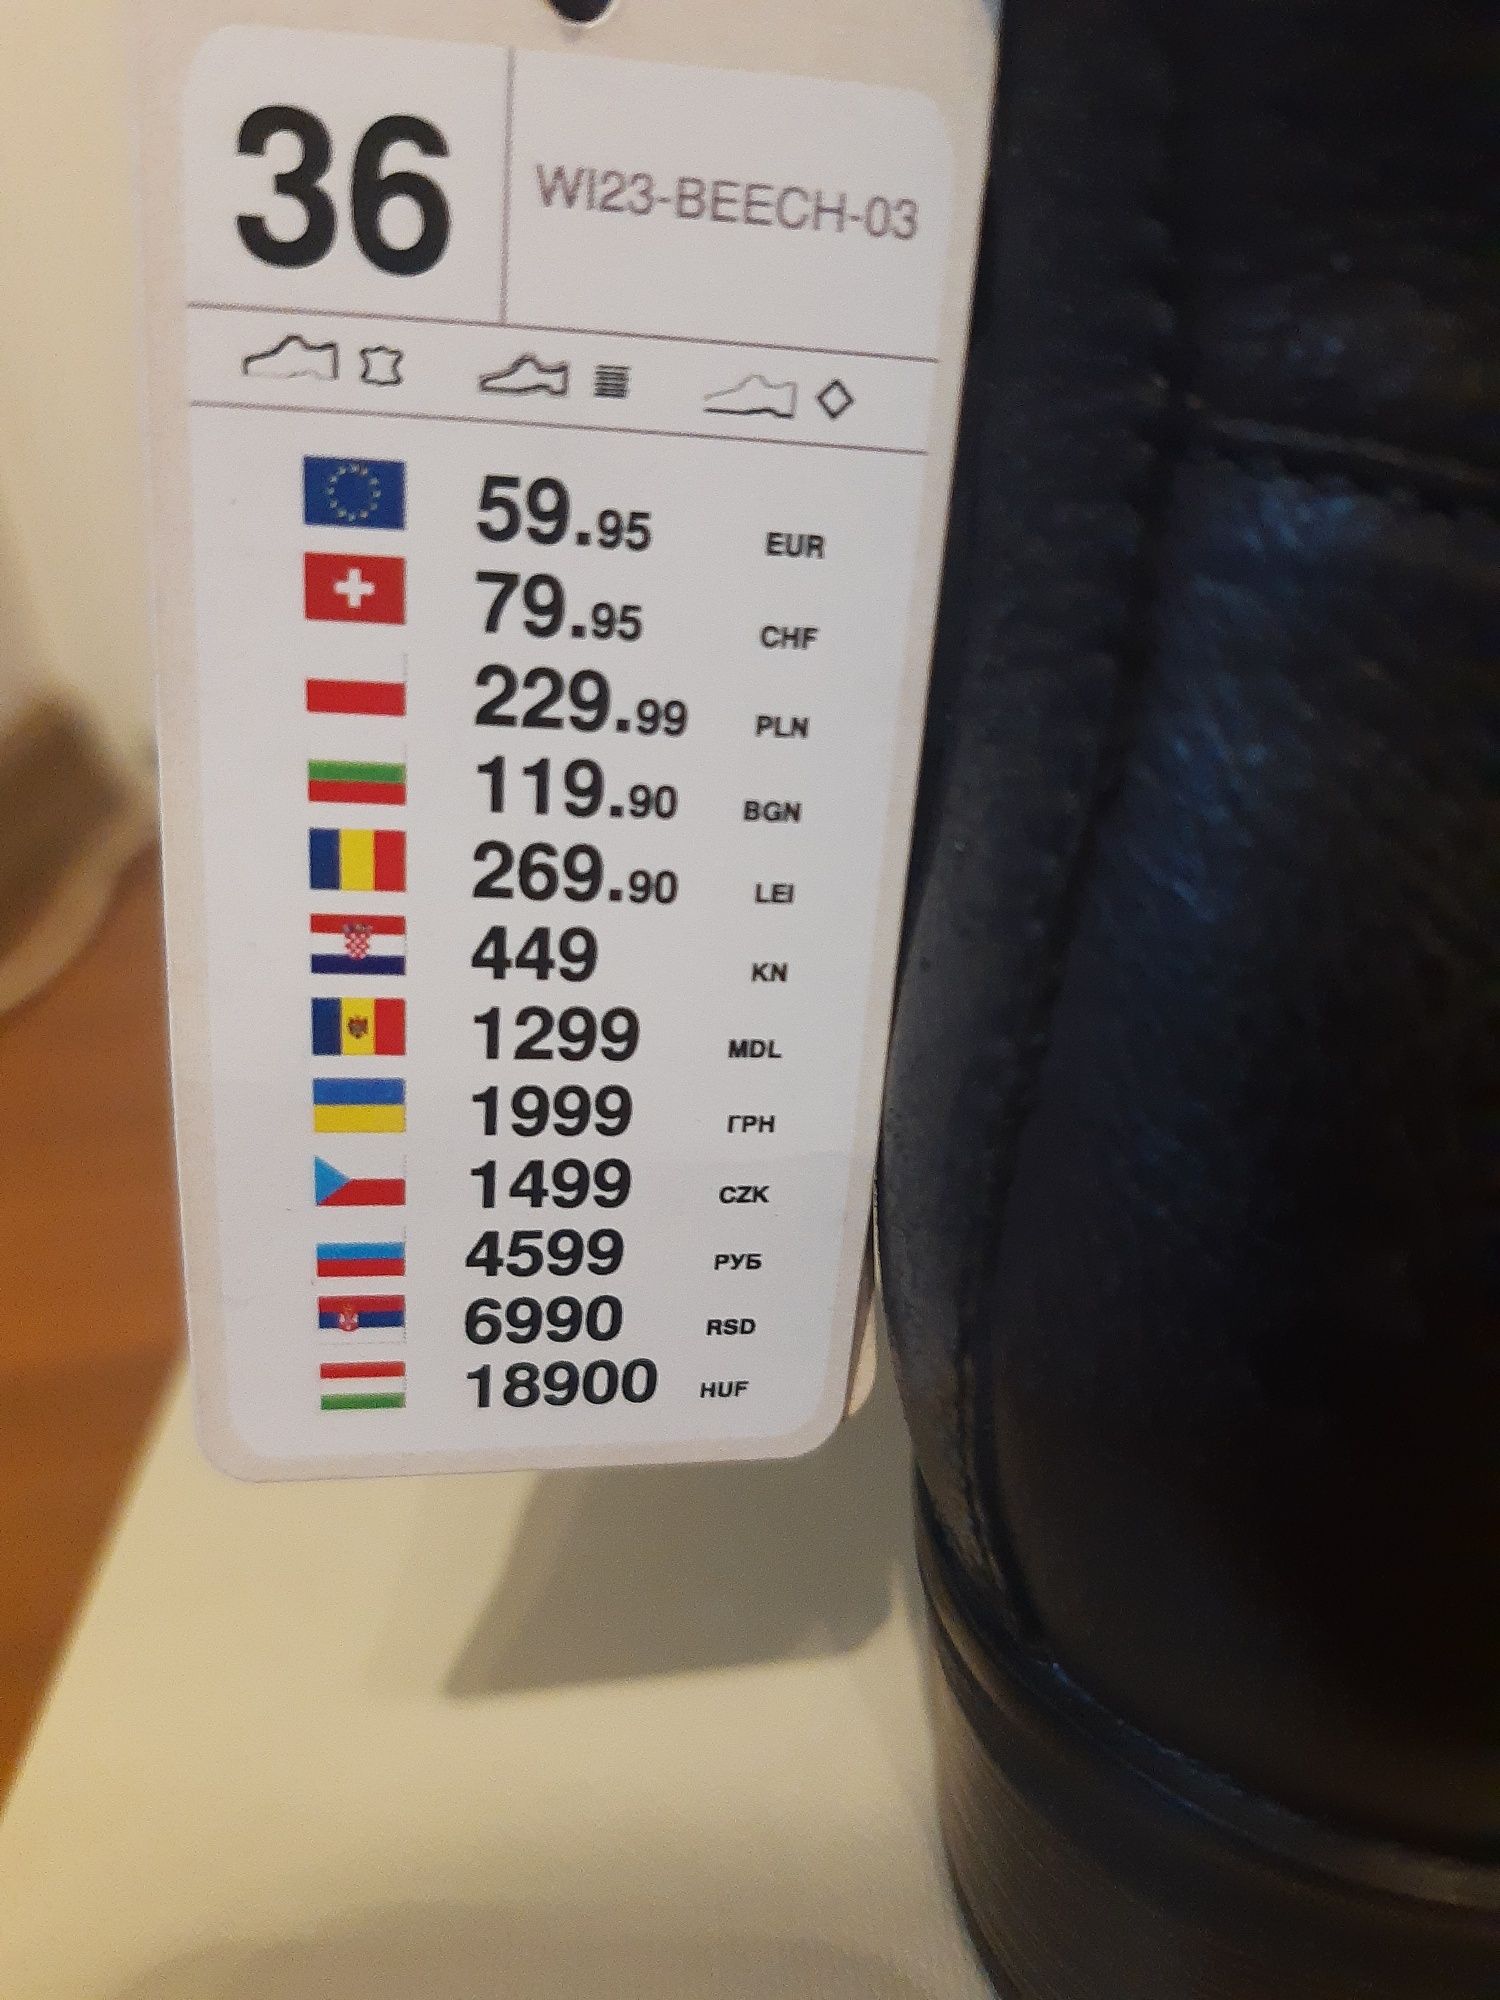 36 WI23-BEECH-03
59.95 EUR
79.95 CHF
229.99 PLN
119.90 BGN
269.90 LEI
449 KN
1299 MDL
1999 ГРН
1499 CZK
4599 РУБ
6990 RSD
18900 HUF